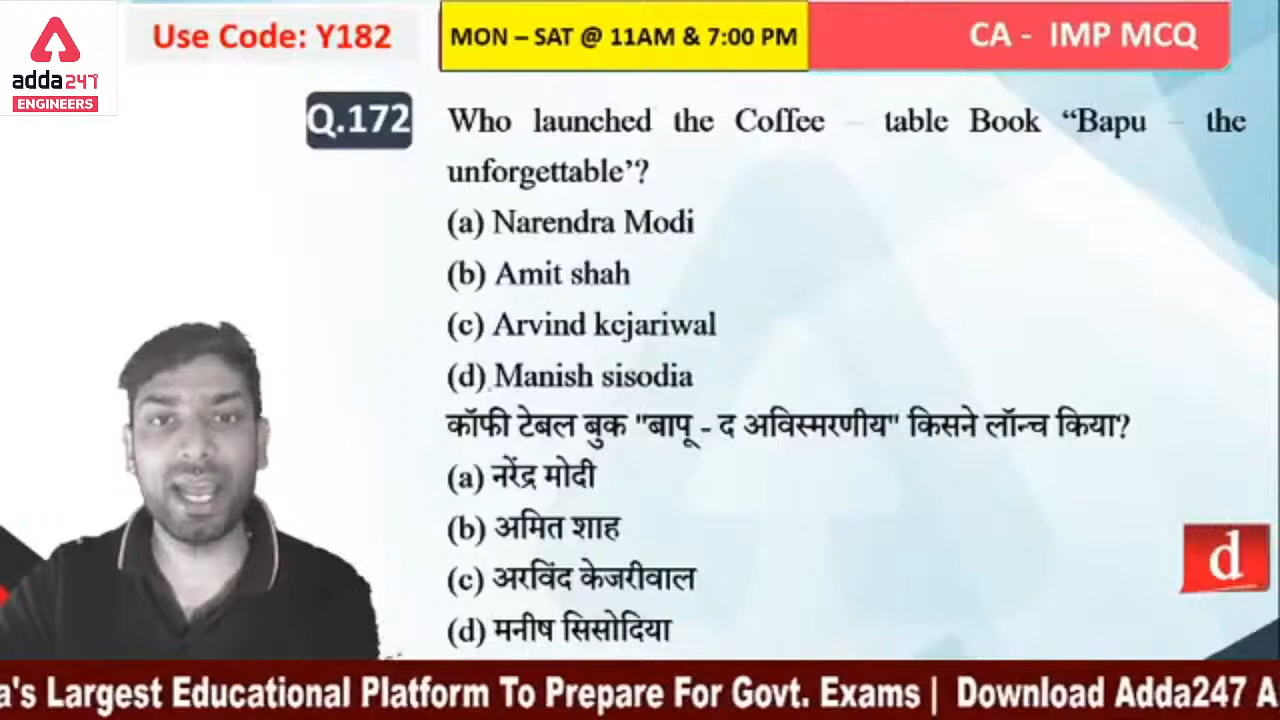 adda247
ENGINEERS
Use Code: Y182
MON – SAT @ 11AM & 7:00 PM
CA - IMP MCQ
Q.172
Who launched the Coffee – table Book “Bapu – the
unforgettable’?
(a) Narendra Modi
(b) Amit shah
(c) Arvind kejariwal
(d) Manish sisodia
कॉफी टेबल बुक "बापू - द अविस्मरणीय" किसने लॉन्च किया?
(a) नरेंद्र मोदी
(b) अमित शाह
(c) अरविंद केजरीवाल
(d) मनीष सिसोदिया
d
a's Largest Educational Platform To Prepare For Govt. Exams | Download Adda247 A